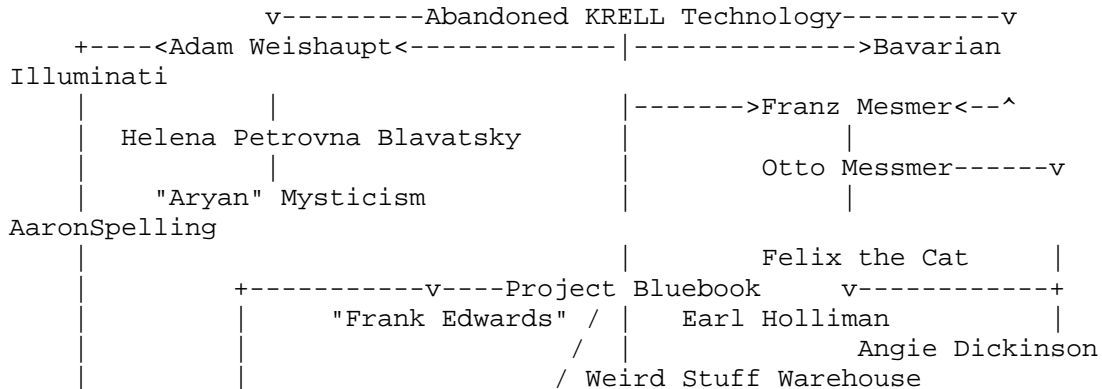 v---------Abandoned KRELL Technology----------v
+----<Adam Weishaupt<-------------|-------------->Bavarian
Illuminati
| | |------->Franz Mesmer<--^
| Helena Petrovna Blavatsky | |
| | | Otto Messmer------v
| "Aryan" Mysticism | |
AaronSpelling
| | Felix the Cat |
| +-----------v----Project Bluebook v------------+
| | "Frank Edwards" / | Earl Holliman |
| | / | Angie Dickinson
| | / Weird Stuff Warehouse